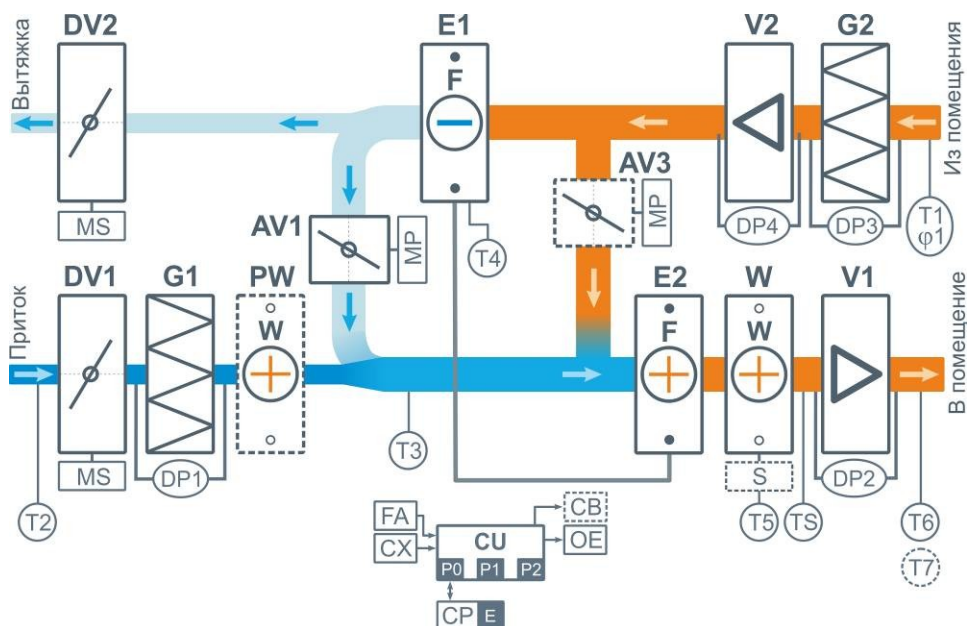 DV2
E1
V2
G2
Вытяжка
F
Из помещения
AV3
MS
AV1
MP
MP
T4
DP4
DP3
T1
φ1
DV1
G1
PW
E2
W
V1
Приток
W
F
W
В помещение
T3
MS
DP1
S
DP2
T2
T5
TS
T6
T7
FA
CX
CU
CB
OE
P0
P1
P2
CP
E